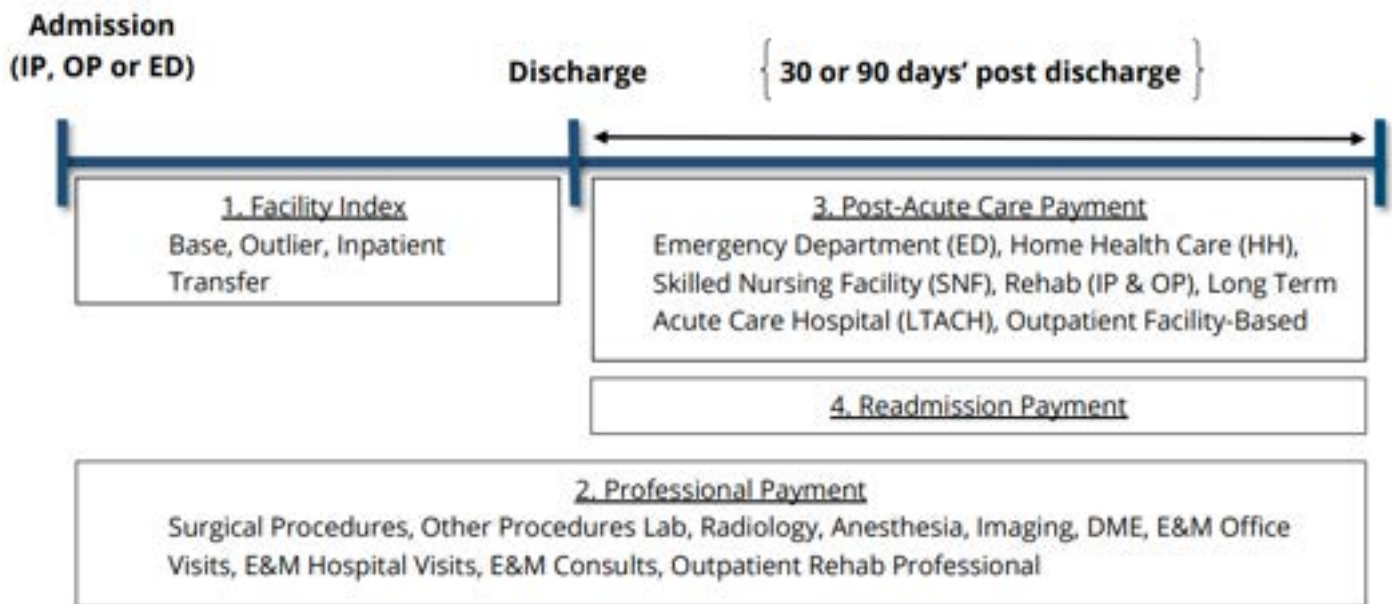 Admission
(IP, OP or ED)
Discharge
{ 30 or 90 days' post discharge }
1. Facility Index
Base, Outlier, Inpatient
Transfer
3. Post-Acute Care Payment
Emergency Department (ED), Home Health Care (HH),
Skilled Nursing Facility (SNF), Rehab (IP & OP), Long Term
Acute Care Hospital (LTACH), Outpatient Facility-Based
4. Readmission Payment
2. Professional Payment
Surgical Procedures, Other Procedures Lab, Radiology, Anesthesia, Imaging, DME, E&M Office
Visits, E&M Hospital Visits, E&M Consults, Outpatient Rehab Professional